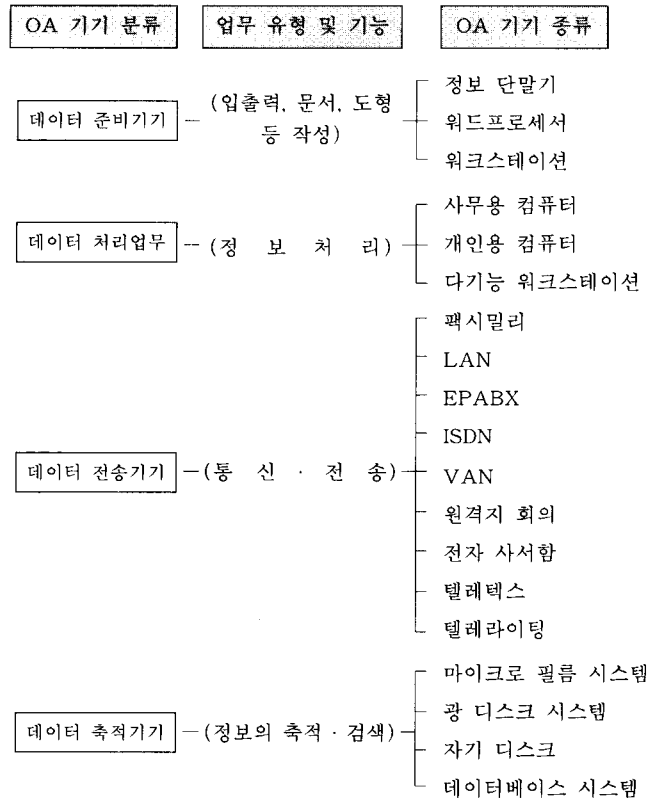 OA 기기 분류 업무 유형 및 기능 OA 기기 종류
데이터 준비기기
(입출력, 문서, 도형
등 작성)
정보 단말기
워드프로세서
워크스테이션
데이터 처리업무
(정 보 처 리)
사무용 컴퓨터
개인용 컴퓨터
다기능 워크스테이션
데이터 전송기기
(통 신 · 전 송)
팩시밀리
LAN
EPABX
ISDN
VAN
원격지 회의
전자 사서함
텔레텍스
텔레라이팅
데이터 축적기기
(정보의 축적 · 검색)
마이크로 필름 시스템
광 디스크 시스템
자기 디스크
데이터베이스 시스템